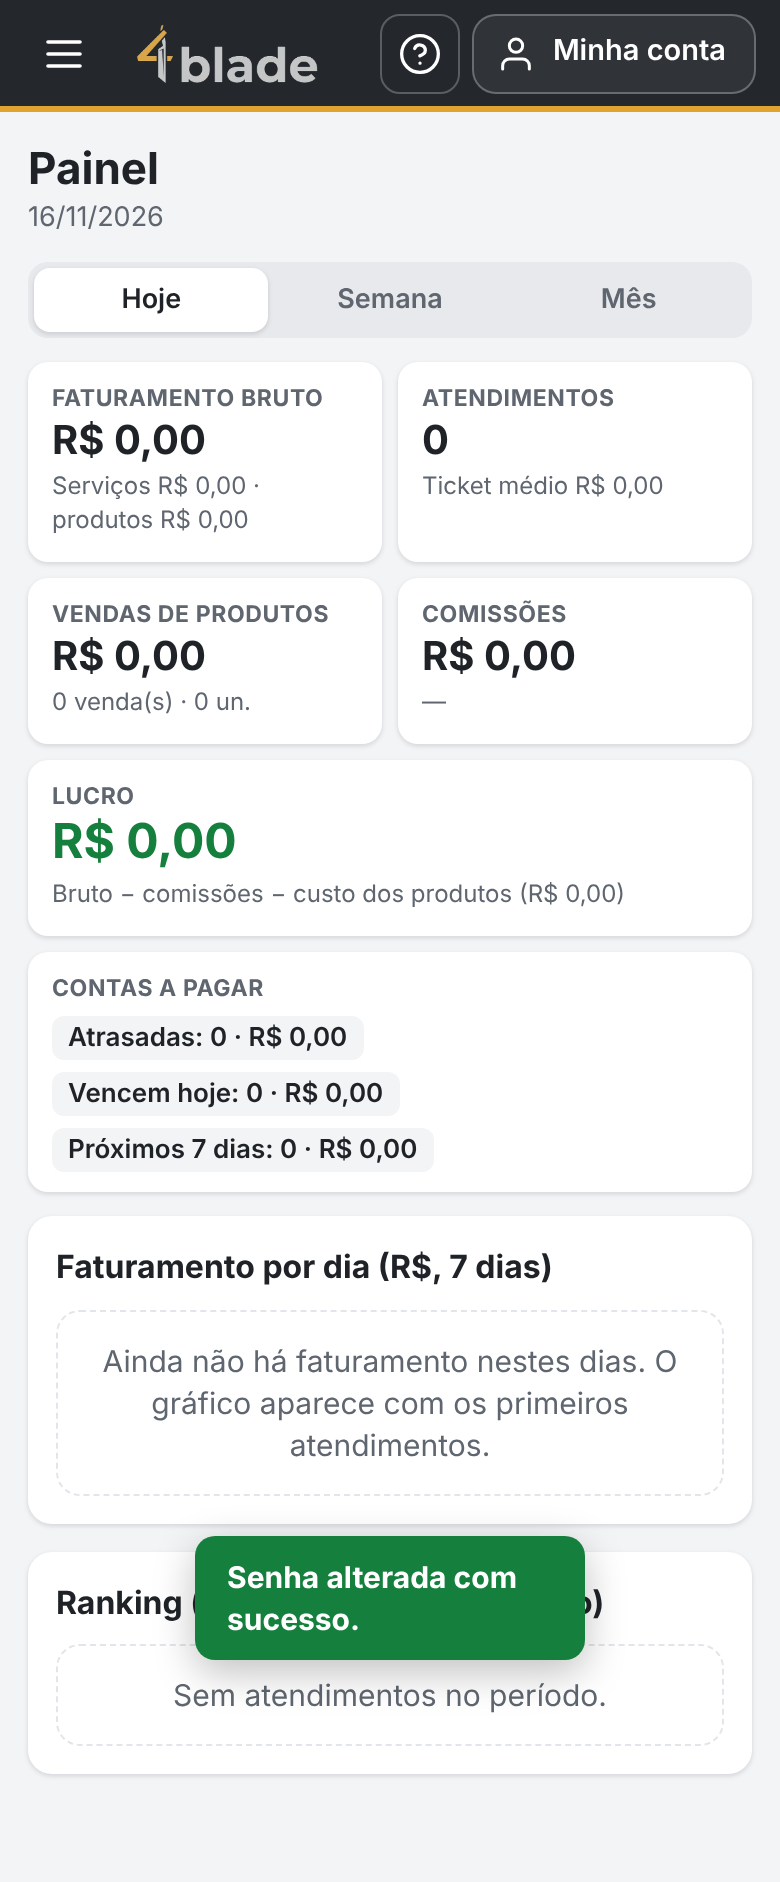 4blade
Minha conta
Painel
16/11/2026
Hoje
Semana
Mês
FATURAMENTO BRUTO
R$ 0,00
Serviços R$ 0,00 ·
produtos R$ 0,00
ATENDIMENTOS
0
Ticket médio R$ 0,00
VENDAS DE PRODUTOS
R$ 0,00
0 venda(s) · 0 un.
COMISSÕES
R$ 0,00
—
LUCRO
R$ 0,00
Bruto − comissões − custo dos produtos (R$ 0,00)
CONTAS A PAGAR
Atrasadas: 0 · R$ 0,00
Vencem hoje: 0 · R$ 0,00
Próximos 7 dias: 0 · R$ 0,00
Faturamento por dia (R$, 7 dias)
Ainda não há faturamento nestes dias. O
gráfico aparece com os primeiros
atendimentos.
Ranking
Senha alterada com
sucesso.
Sem atendimentos no período.